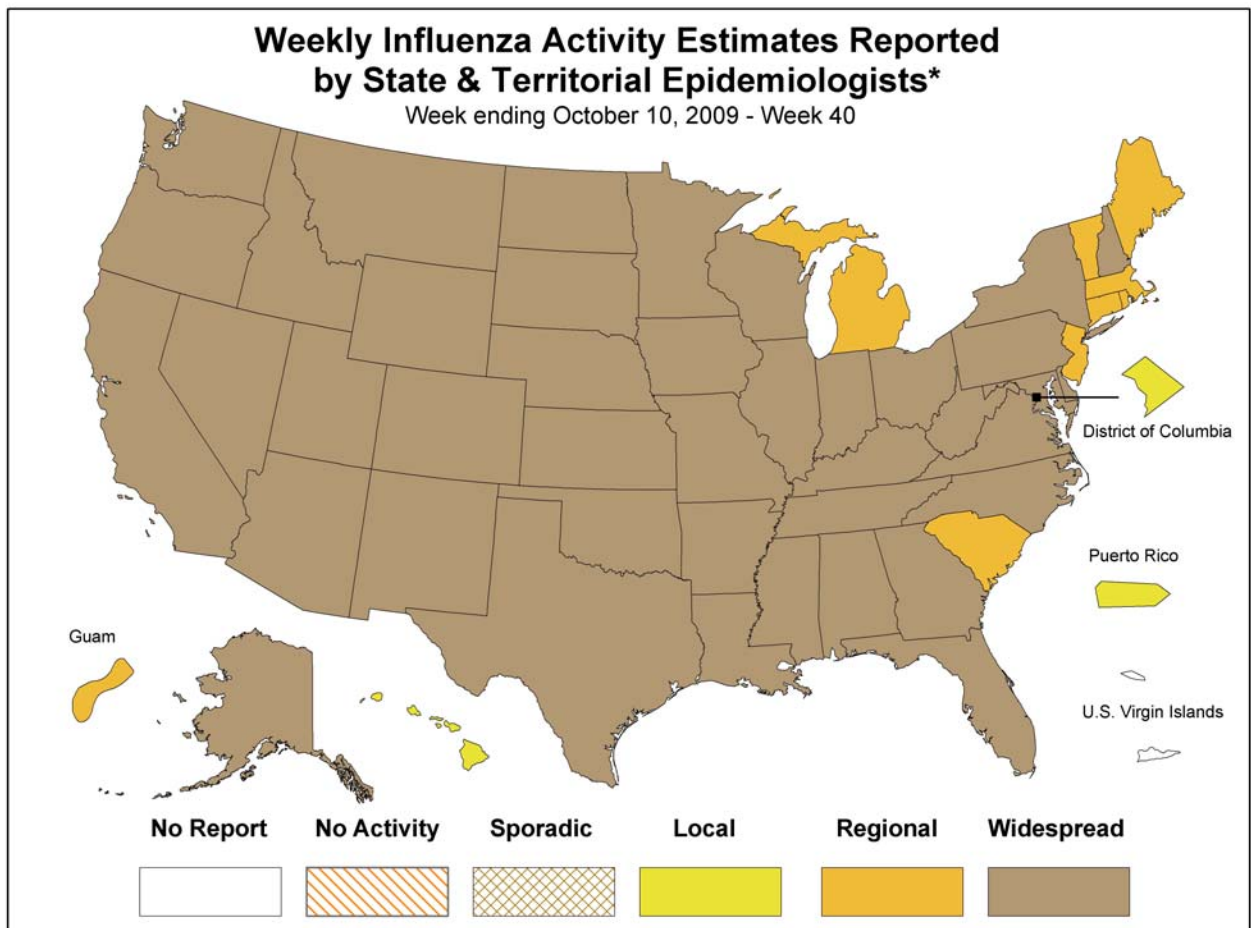 Weekly Influenza Activity Estimates Reported
by State & Territorial Epidemiologists*
Week ending October 10, 2009 - Week 40
District of Columbia
Puerto Rico
Guam
U.S. Virgin Islands
No Report No Activity Sporadic Local Regional Widespread